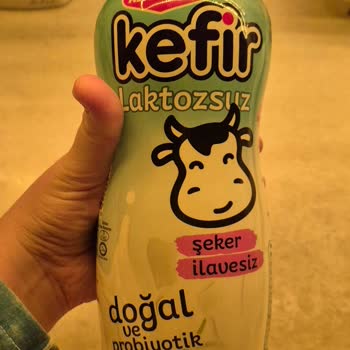 kefir
Laktozsuz
şeker
ilavesiz
doğal
ve
probiyotik